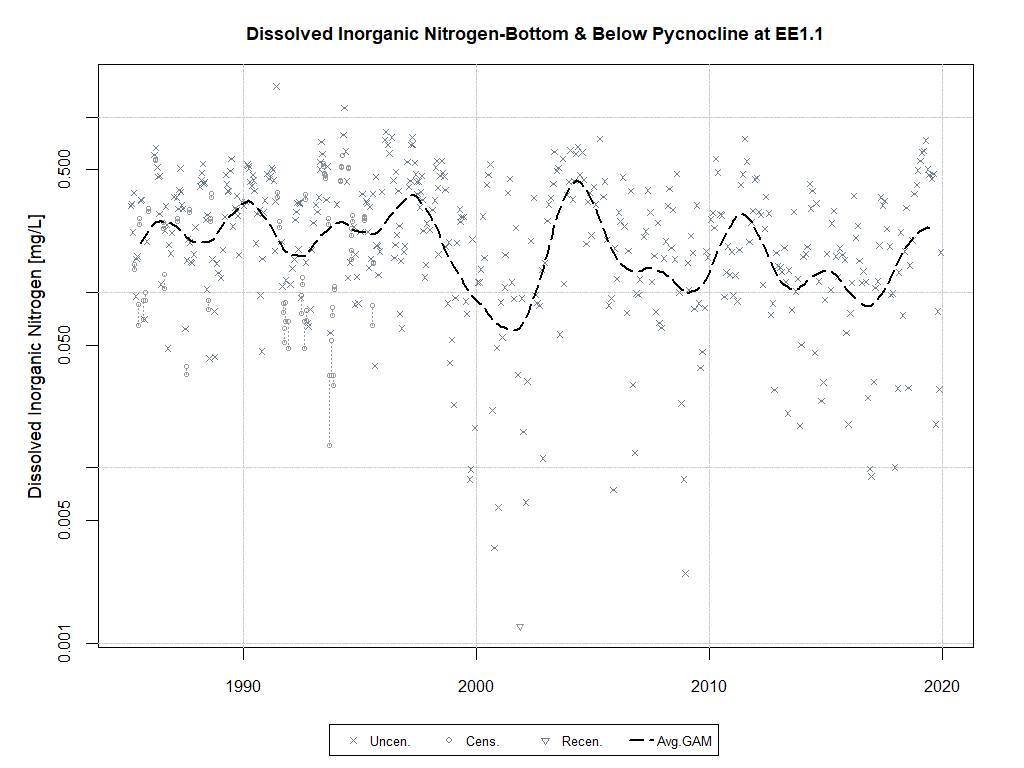 Dissolved Inorganic Nitrogen-Bottom & Below Pycnocline at EE1.1
Dissolved Inorganic Nitrogen [mg/L]
0.500
0.050
0.005
0.001
1990 2000 2010 2020
Uncen. Cens. Recen. Avg.GAM